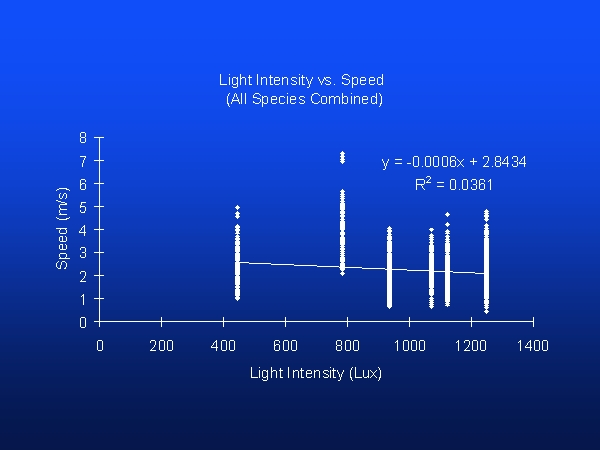 Light Intensity vs. Speed
(All Species Combined)
y = -0.0006x + 2.8434
R² = 0.0361
8
7
6
5
4
3
2
1
0
Speed (m/s)
0 200 400 600 800 1000 1200 1400
Light Intensity (Lux)